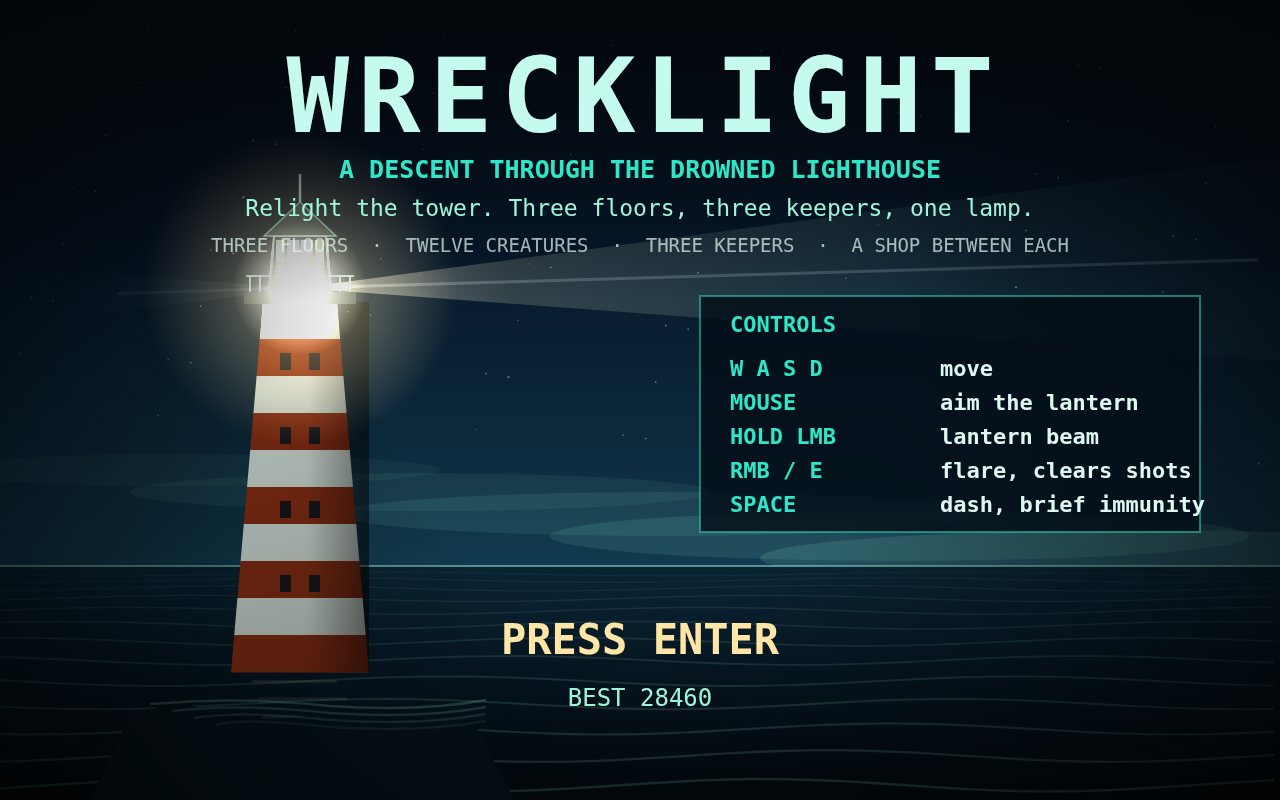 WRECKLIGHT
A DESCENT THROUGH THE DROWNED LIGHTHOUSE
Relight the tower. Three floors, three keepers, one lamp.
THREE FLOORS · TWELVE CREATURES · THREE KEEPERS · A SHOP BETWEEN EACH
CONTROLS
W A S D move
MOUSE aim the lantern
HOLD LMB lantern beam
RMB / E flare, clears shots
SPACE dash, brief immunity
PRESS ENTER
BEST 28460